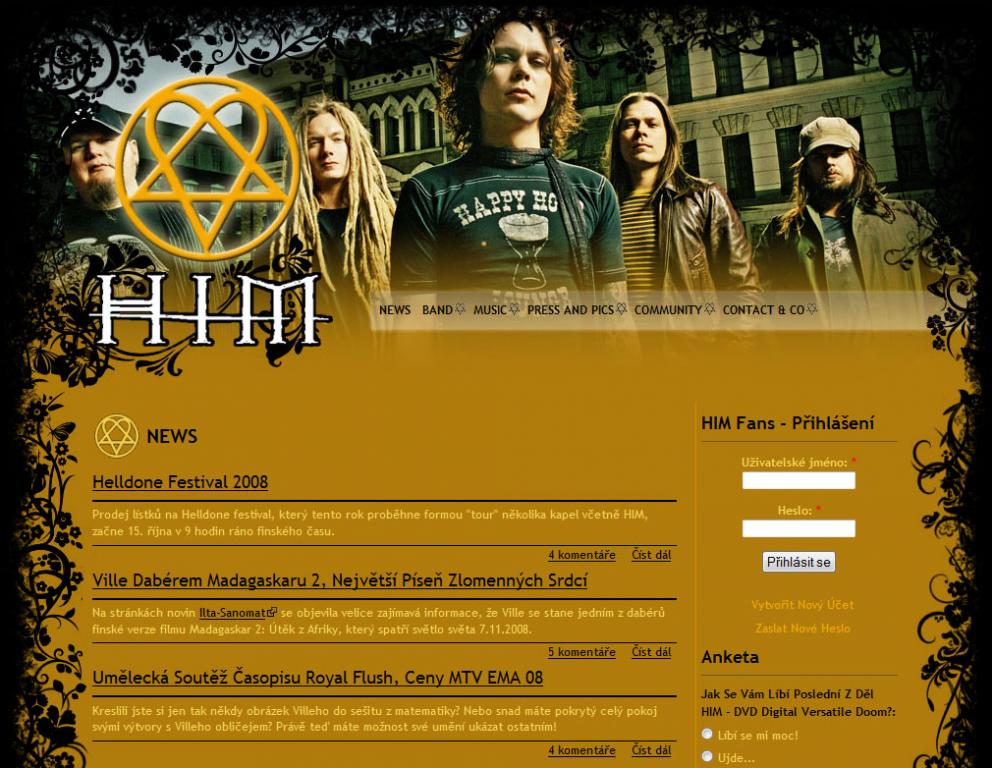 HAPPY HO
HIM
NEWS BAND MUSIC PRESS AND PICS COMMUNITY CONTACT & CO
NEWS
Helldone Festival 2008
Prodej lístků na Helldone festival, který tento rok proběhne formou "tour" několika kapel včetně HIM,
začne 15. října v 9 hodin ráno finského času.
4 komentáře Číst dál
Ville Dabérem Madagaskaru 2, Největší Píseň Zlomenných Srdcí
Na stránkách novin Ilta-Sanomat se objevila velice zajímavá informace, že Ville se stane jedním z dabérů
finské verze filmu Madagaskar 2: Útěk z Afriky, který spatří světlo světa 7.11.2008.
5 komentáře Číst dál
Umělecká Soutěž Časopisu Royal Flush, Ceny MTV EMA 08
Kreslili jste si jen tak někdy obrázek Villeho do sešitu z matematiky? Nebo snad máte pokrytý celý pokoj
svými výtvory s Villeho obličejem? Právě teď máte možnost své umění ukázat ostatním!
4 komentáře Číst dál
HIM Fans - Přihlášení
Uživatelské jméno: *
Heslo: *
Přihlásit se
Vytvořit Nový Účet
Zaslat Nové Heslo
Anketa
Jak Se Vám Líbí Poslední Z Děl
HIM - DVD Digital Versatile Doom?:
Líbí se mi moc!
Ujde...